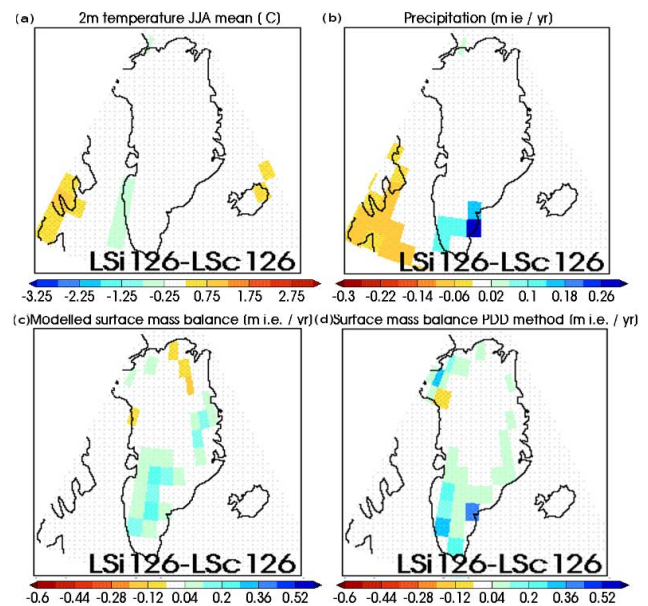 (a) 2m temperature JJA mean ( C)
(b) Precipitation (m ie / yr)
LSi126-LSc126
LSi126-LSc126
-3.25 -2.25 -1.25 -0.25 0.75 1.75 2.75
-0.3 -0.22 -0.14 -0.06 0.02 0.1 0.18 0.26
(c)Modelled surface mass balance (m i.e. / yr)
(d)Surface mass balance PDD method (m i.e. / yr)
LSi126-LSc126
LSi126-LSc126
-0.6 -0.44 -0.28 -0.12 0.04 0.2 0.36 0.52
-0.6 -0.44 -0.28 -0.12 0.04 0.2 0.36 0.52